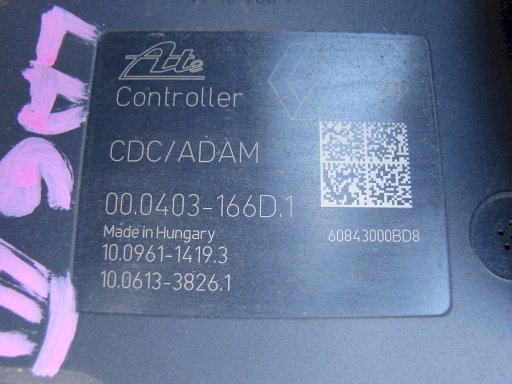 Ate
Controller
CDC/ADAM
00.0403-166D.1
Made in Hungary
10.0961-1419.3
10.0613-3826.1
60843000BD8